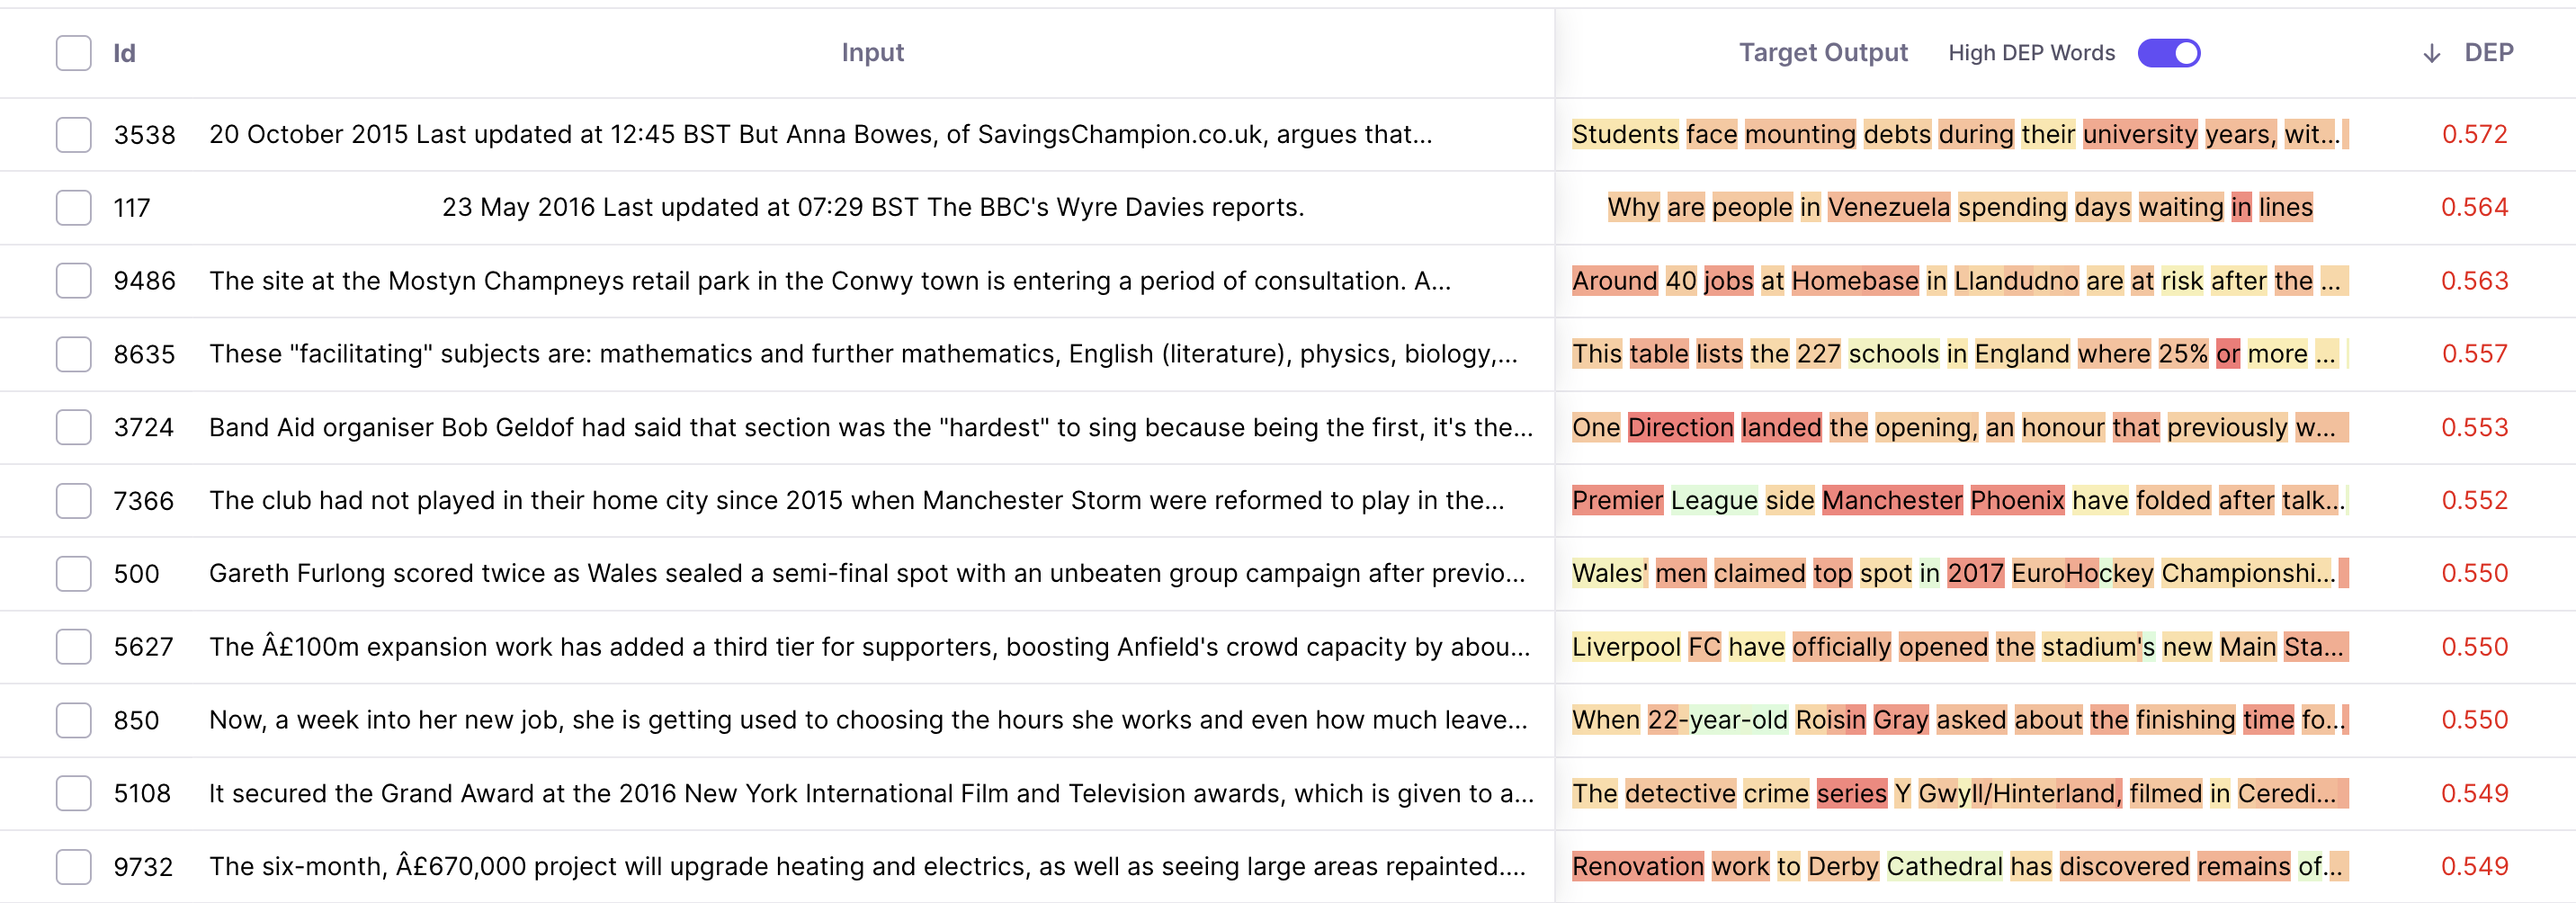 Id Input Target Output High DEP Words ↓ DEP
3538 20 October 2015 Last updated at 12:45 BST But Anna Bowes, of SavingsChampion.co.uk, argues that... Students face mounting debts during their university years, wit... 0.572
117 23 May 2016 Last updated at 07:29 BST The BBC's Wyre Davies reports. Why are people in Venezuela spending days waiting in lines 0.564
9486 The site at the Mostyn Champneys retail park in the Conwy town is entering a period of consultation. A... Around 40 jobs at Homebase in Llandudno are at risk after the ... 0.563
8635 These "facilitating" subjects are: mathematics and further mathematics, English (literature), physics, biology,... This table lists the 227 schools in England where 25% or more ... 0.557
3724 Band Aid organiser Bob Geldof had said that section was the "hardest" to sing because being the first, it's the... One Direction landed the opening, an honour that previously w... 0.553
7366 The club had not played in their home city since 2015 when Manchester Storm were reformed to play in the... Premier League side Manchester Phoenix have folded after talk... 0.552
500 Gareth Furlong scored twice as Wales sealed a semi-final spot with an unbeaten group campaign after previo... Wales' men claimed top spot in 2017 EuroHockey Championshi... 0.550
5627 The Â£100m expansion work has added a third tier for supporters, boosting Anfield's crowd capacity by abou... Liverpool FC have officially opened the stadium's new Main Sta... 0.550
850 Now, a week into her new job, she is getting used to choosing the hours she works and even how much leave... When 22-year-old Roisin Gray asked about the finishing time fo... 0.550
5108 It secured the Grand Award at the 2016 New York International Film and Television awards, which is given to a... The detective crime series Y Gwyll/Hinterland, filmed in Ceredi... 0.549
9732 The six-month, Â£670,000 project will upgrade heating and electrics, as well as seeing large areas repainted.... Renovation work to Derby Cathedral has discovered remains of... 0.549